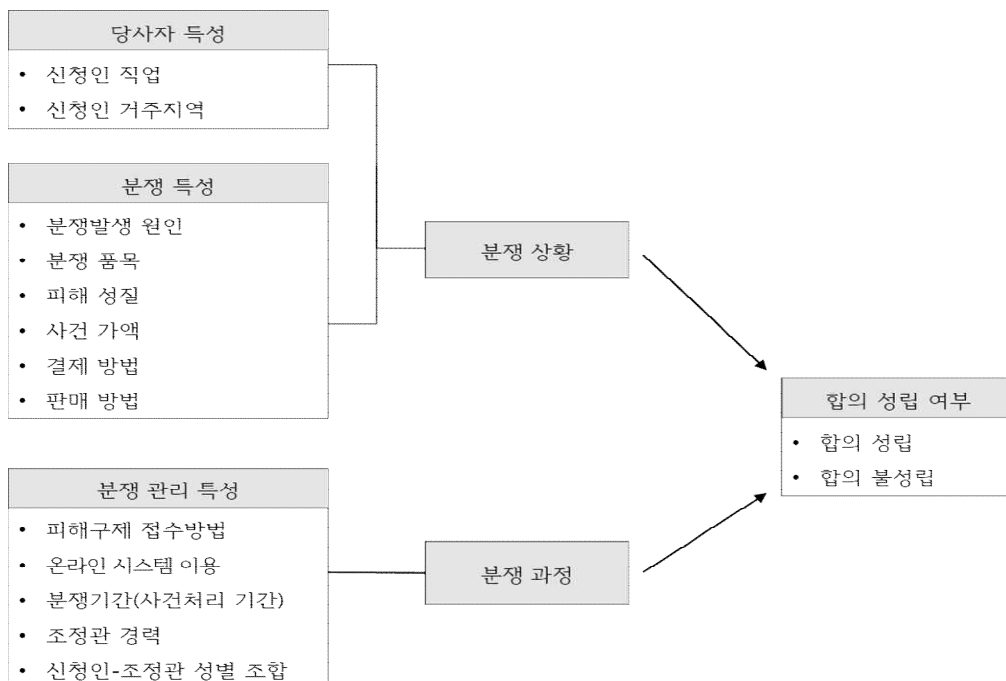 당사자 특성
• 신청인 직업
• 신청인 거주지역
분쟁 특성
• 분쟁발생 원인
• 분쟁 품목
• 피해 성질
• 사건 가액
• 결제 방법
• 판매 방법
분쟁 상황
합의 성립 여부
• 합의 성립
• 합의 불성립
분쟁 관리 특성
• 피해구제 접수방법
• 온라인 시스템 이용
• 분쟁기간(사건처리 기간)
• 조정관 경력
• 신청인-조정관 성별 조합
분쟁 과정